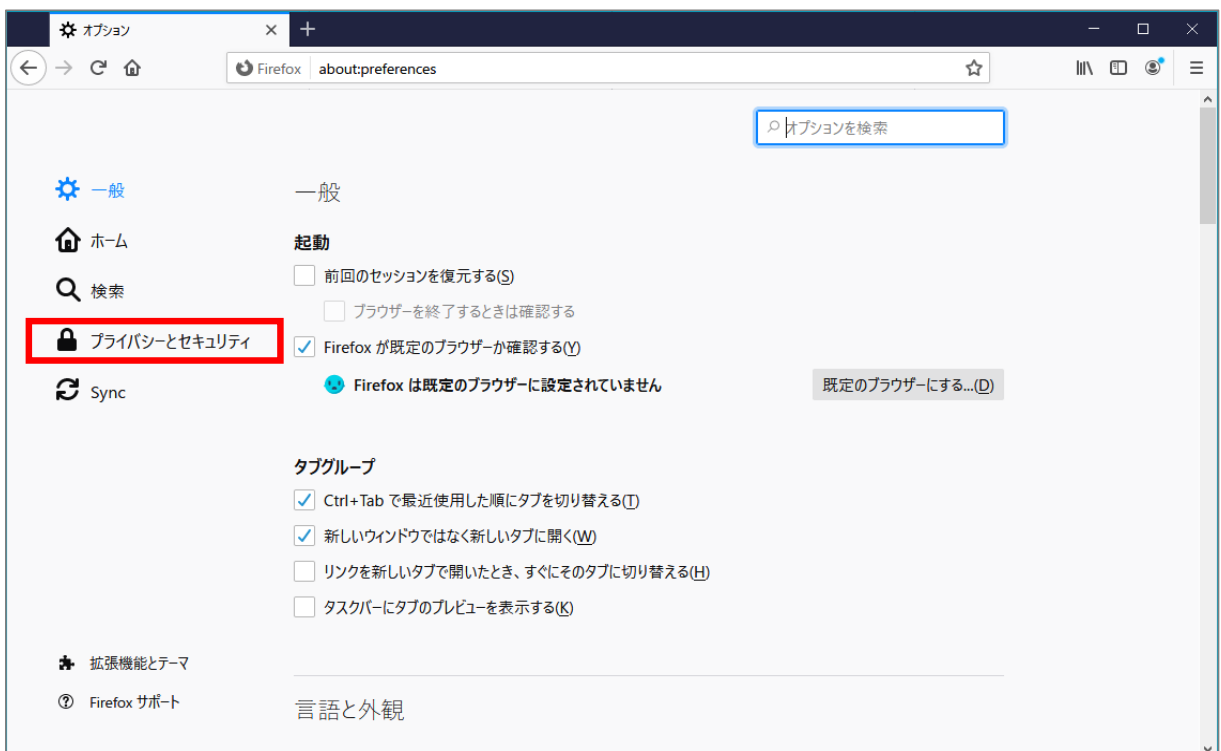 オプション
Firefox about:preferences
オプションを検索
一般
ホーム
検索
プライバシーとセキュリティ
Sync
拡張機能とテーマ
Firefox サポート
一般
起動
前回のセッションを復元する(S)
ブラウザーを終了するときは確認する
Firefox が既定のブラウザーか確認する(Y)
Firefox は既定のブラウザーに設定されていません
既定のブラウザーにする...(D)
タブグループ
Ctrl+Tab で最近使用した順にタブを切り替える(T)
新しいウィンドウではなく新しいタブに開く(W)
リンクを新しいタブで開いたとき、すぐにそのタブに切り替える(H)
タスクバーにタブのプレビューを表示する(K)
言語と外観